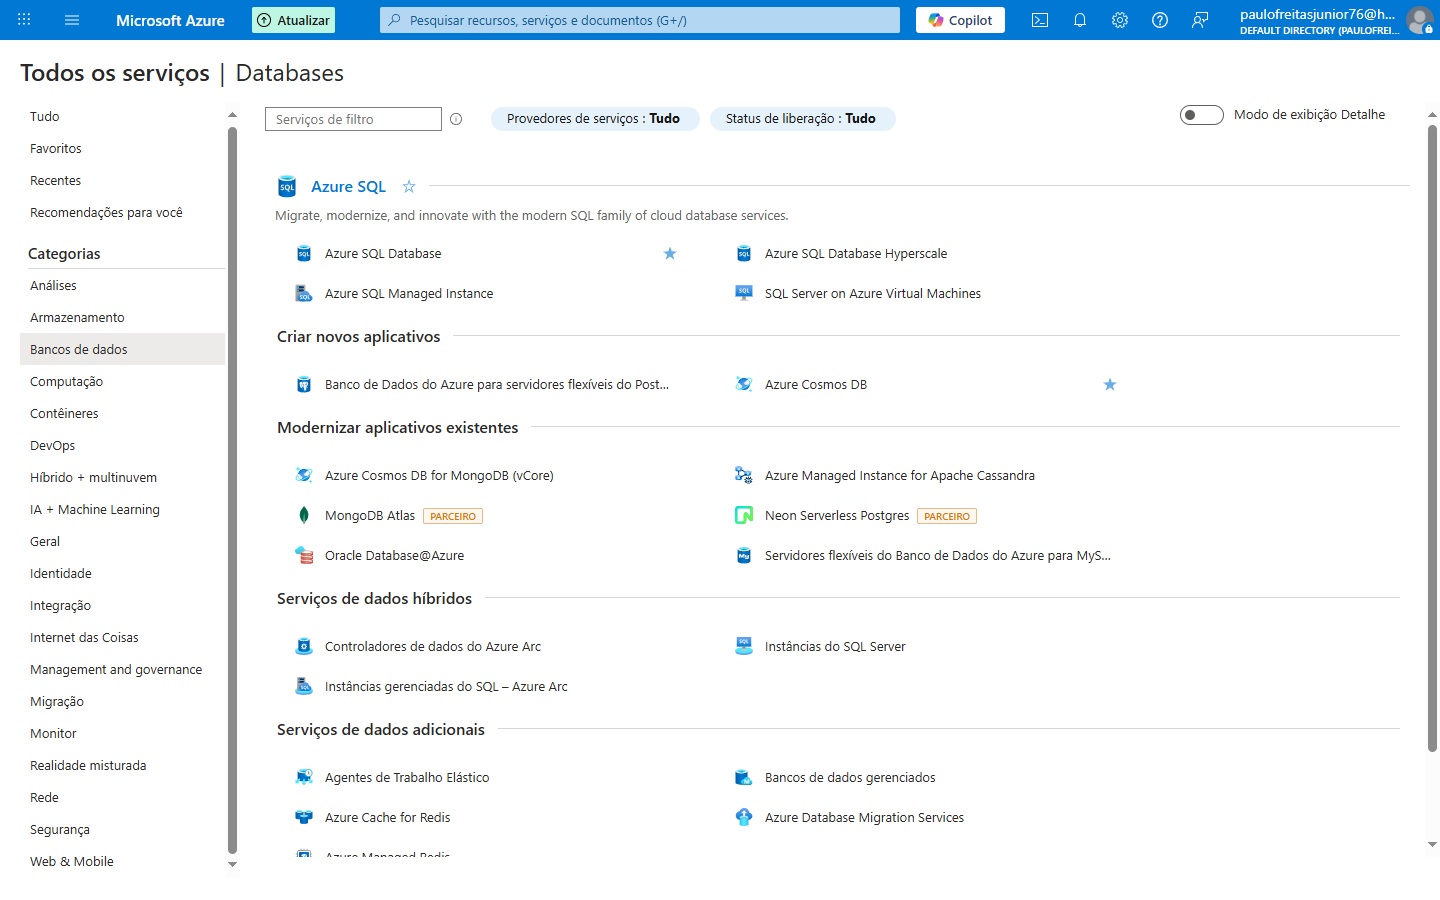 Microsoft Azure
Atualizar
Pesquisar recursos, serviços e documentos (G+/)
Copilot
paulofreitasjunior76@h...
DEFAULT DIRECTORY (PAULOFREI...
Todos os serviços | Databases
Tudo
Favoritos
Recentes
Recomendações para você
Categorias
Análises
Armazenamento
Bancos de dados
Computação
Contêineres
DevOps
Híbrido + multinuvem
IA + Machine Learning
Geral
Identidade
Integração
Internet das Coisas
Management and governance
Migração
Monitor
Realidade misturada
Rede
Segurança
Web & Mobile
Serviços de filtro
Provedores de serviços : Tudo
Status de liberação : Tudo
Modo de exibição Detalhe
Azure SQL
Migrate, modernize, and innovate with the modern SQL family of cloud database services.
Azure SQL Database
Azure SQL Database Hyperscale
Azure SQL Managed Instance
SQL Server on Azure Virtual Machines
Criar novos aplicativos
Banco de Dados do Azure para servidores flexíveis do Post...
Azure Cosmos DB
Modernizar aplicativos existentes
Azure Cosmos DB for MongoDB (vCore)
Azure Managed Instance for Apache Cassandra
MongoDB Atlas PARCEIRO
Neon Serverless Postgres PARCEIRO
Oracle Database@Azure
Servidores flexíveis do Banco de Dados do Azure para MyS...
Serviços de dados híbridos
Controladores de dados do Azure Arc
Instâncias do SQL Server
Instâncias gerenciadas do SQL – Azure Arc
Serviços de dados adicionais
Agentes de Trabalho Elástico
Bancos de dados gerenciados
Azure Cache for Redis
Azure Database Migration Services
Azure Managed Redis